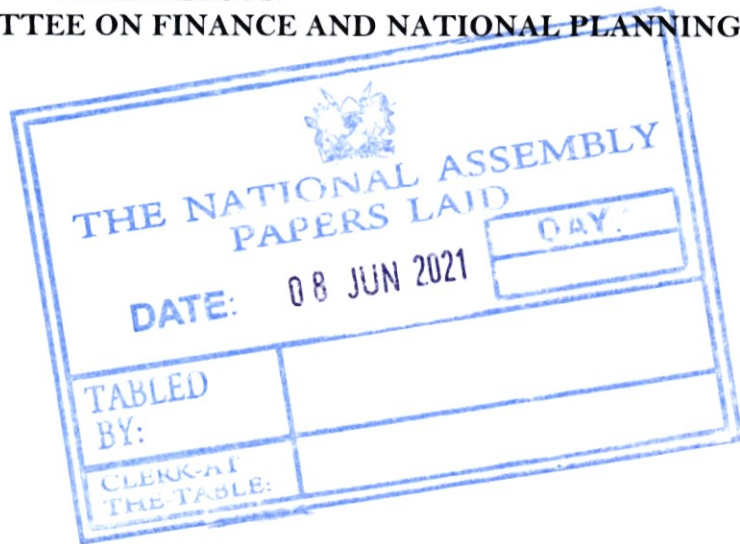 TTEE ON FINANCE AND NATIONAL PLANNING
THE NATIONAL ASSEMBLY
PAPERS LAID
DAY:
DATE: 08 JUN 2021
TABLED
BY:
CLERK-AT
THE-TABLE: